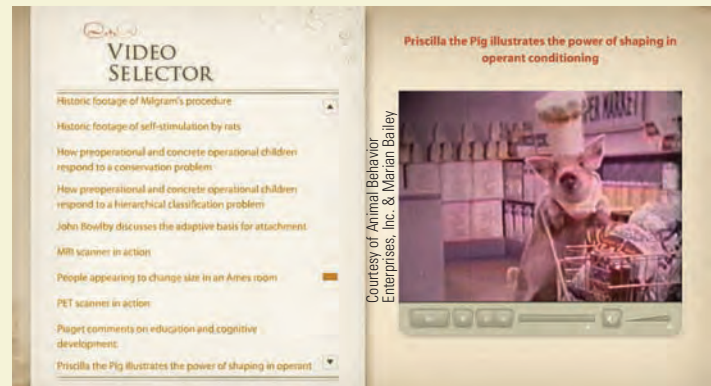 VIDEO
SELECTOR
Historic footage of Milgram's procedure
Historic footage of self-stimulation by rats
How preoperational and concrete operational children
respond to a conservation problem
How preoperational and concrete operational children
respond to a hierarchical classification problem
John Bowlby discusses the adaptive basis for attachment
MRI scanner in action
People appearing to change size in an Ames room
PET scanner in action
Piaget comments on education and cognitive
development
Priscilla the Pig illustrates the power of shaping in operant
Priscilla the Pig illustrates the power of shaping in
operant conditioning
Courtesy of Animal Behavior
Enterprises, Inc. & Marian Bailey
MARKET